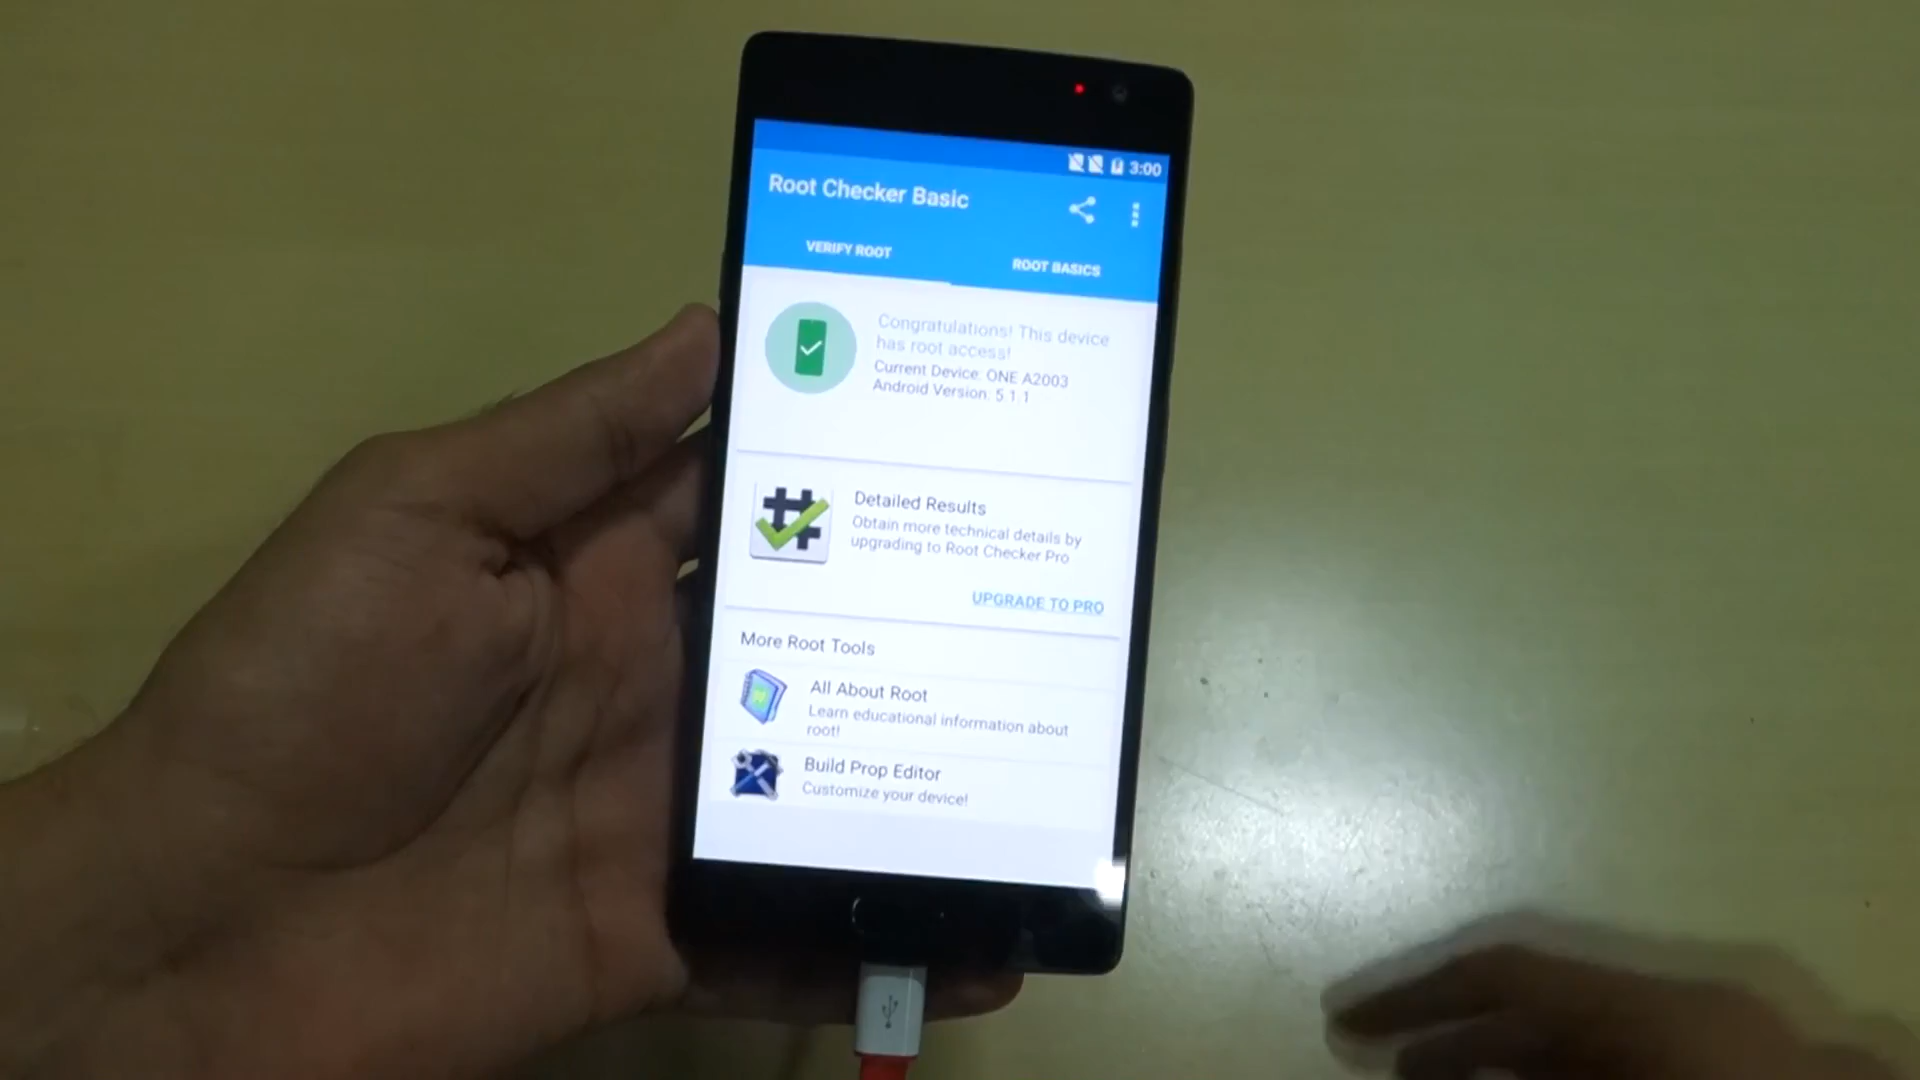 3:00
Root Checker Basic
VERIFY ROOT
ROOT BASICS
Congratulations! This device
has root access!
Current Device: ONE A2003
Android Version: 5.1.1
Detailed Results
Obtain more technical details by
upgrading to Root Checker Pro
UPGRADE TO PRO
More Root Tools
All About Root
Learn educational information about
root!
Build Prop Editor
Customize your device!